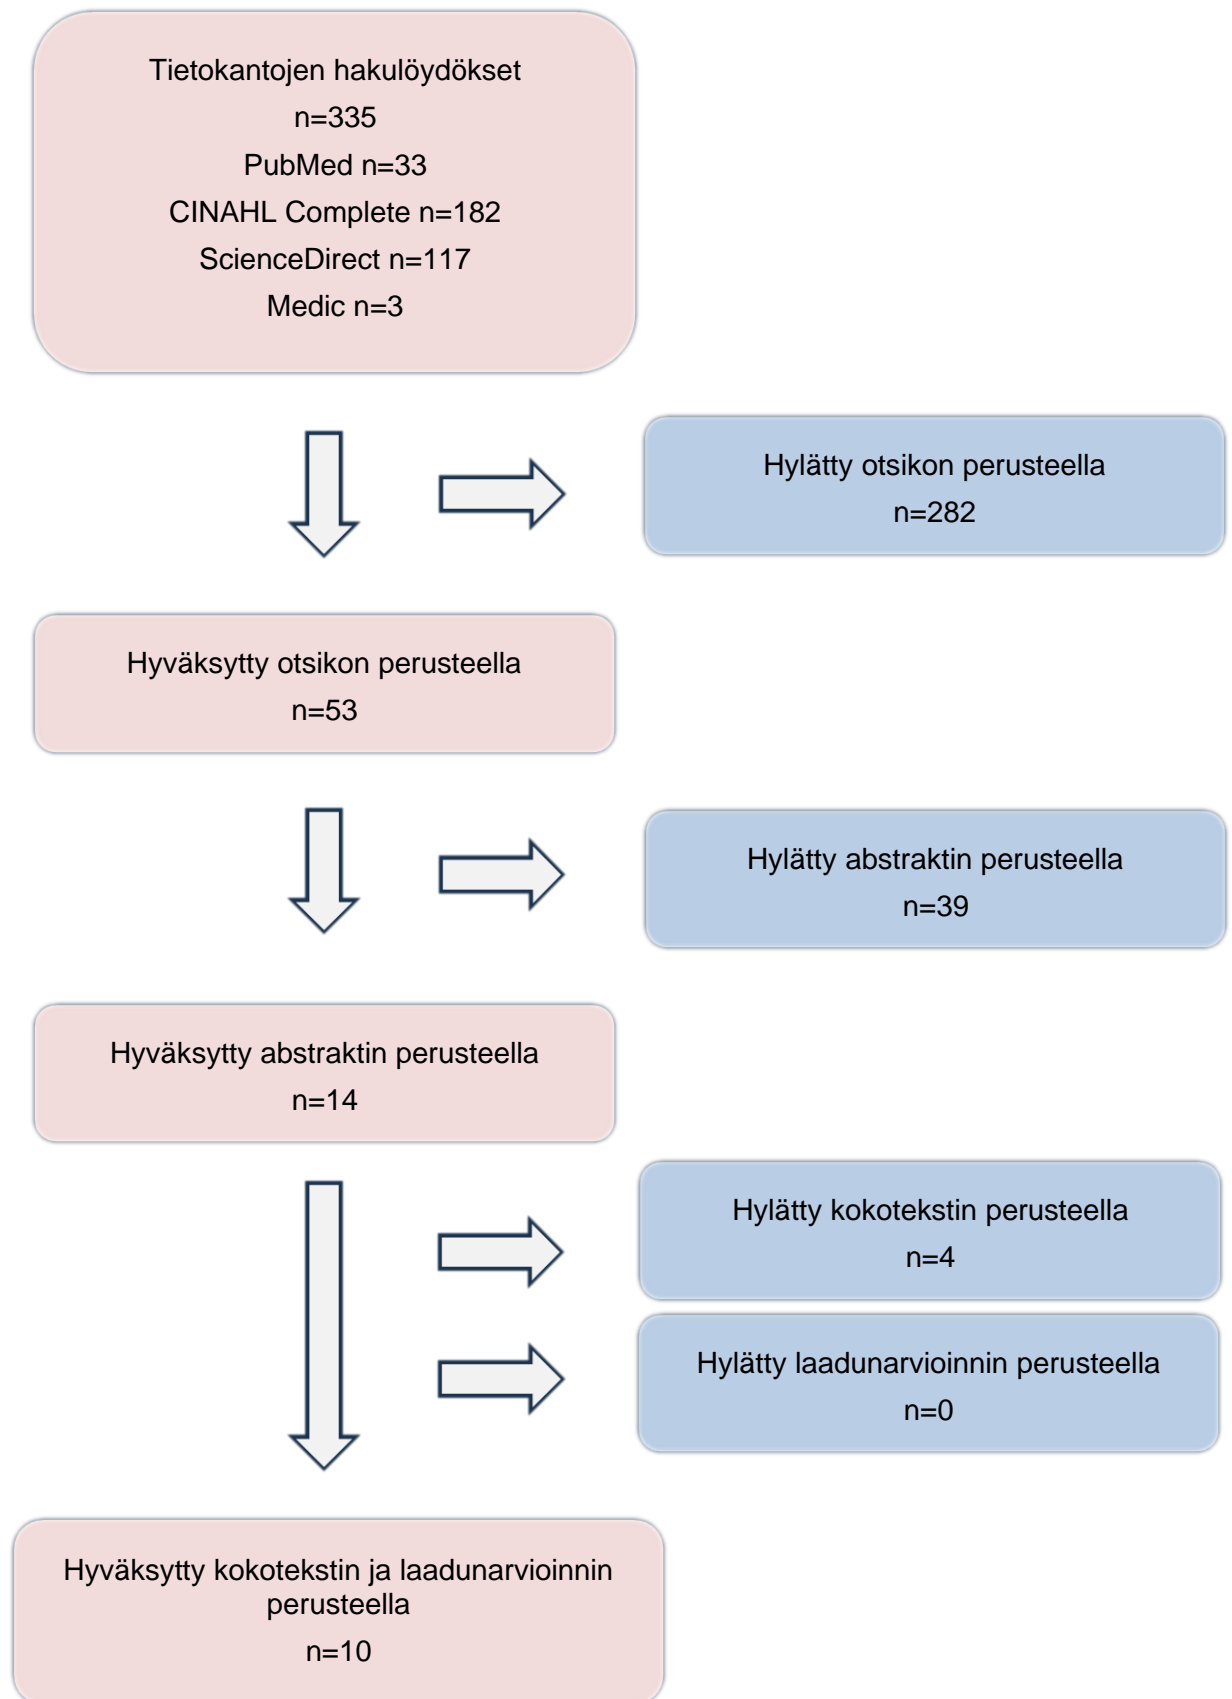 Tietokantojen hakulöydökset
n=335
PubMed n=33
CINAHL Complete n=182
ScienceDirect n=117
Medic n=3
Hylätty otsikon perusteella
n=282
Hyväksytty otsikon perusteella
n=53
Hylätty abstraktin perusteella
n=39
Hyväksytty abstraktin perusteella
n=14
Hylätty kokotekstin perusteella
n=4
Hylätty laadunarvioinnin perusteella
n=0
Hyväksytty kokotekstin ja laadunarvioinnin
perusteella
n=10